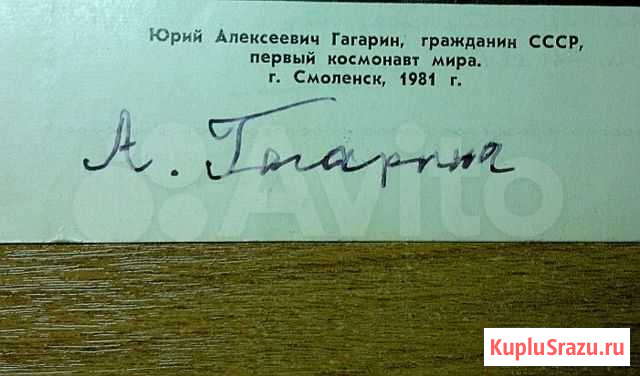 Юрий Алексеевич Гагарин, гражданин СССР,
первый космонавт мира.
г. Смоленск, 1981 г.
А. Гагарина
Avito
KupluSrazu.ru